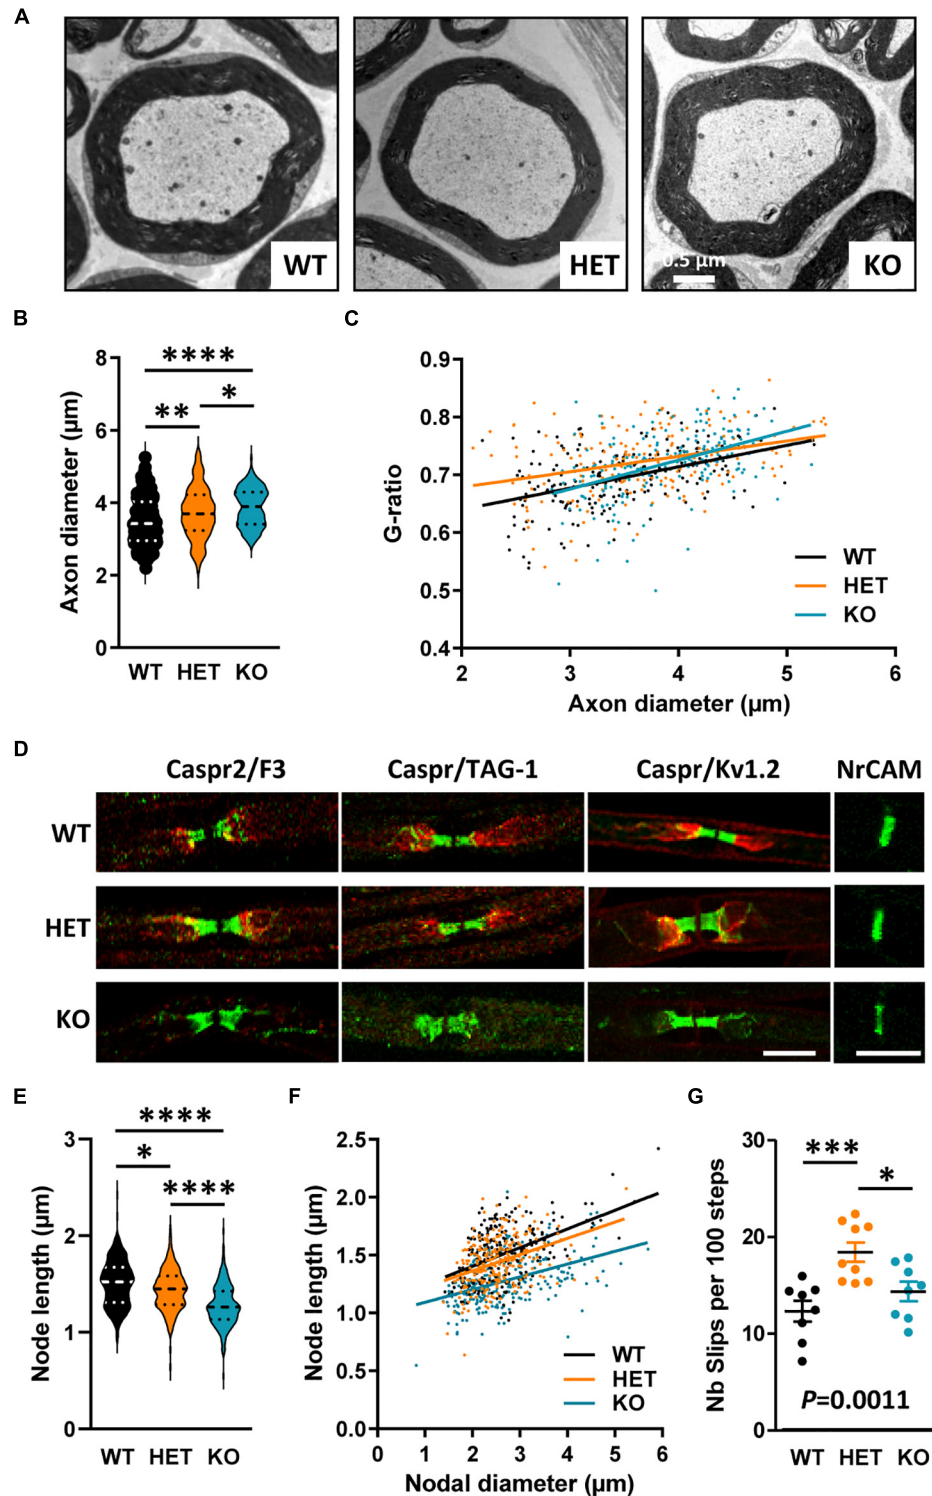 A
WT
HET
0.5 µm
KO
B
Axon diameter (µm)
8
6
4
2
0
****
**
*
WT HET KO
C
G-ratio
0.9
0.8
0.7
0.6
0.5
0.4
WT
HET
KO
2 3 4 5 6
Axon diameter (µm)
D
Caspr2/F3 Caspr/TAG-1 Caspr/Kv1.2 NrCAM
WT
HET
KO
E
Node length (µm)
3
2
1
0
****
*
****
WT HET KO
F
Node length (µm)
2.5
2.0
1.5
1.0
0.5
0.0
WT
HET
KO
0 1 2 3 4 5 6
Nodal diameter (µm)
G
Nb Slips per 100 steps
30
20
10
0
***
*
P=0.0011
WT HET KO